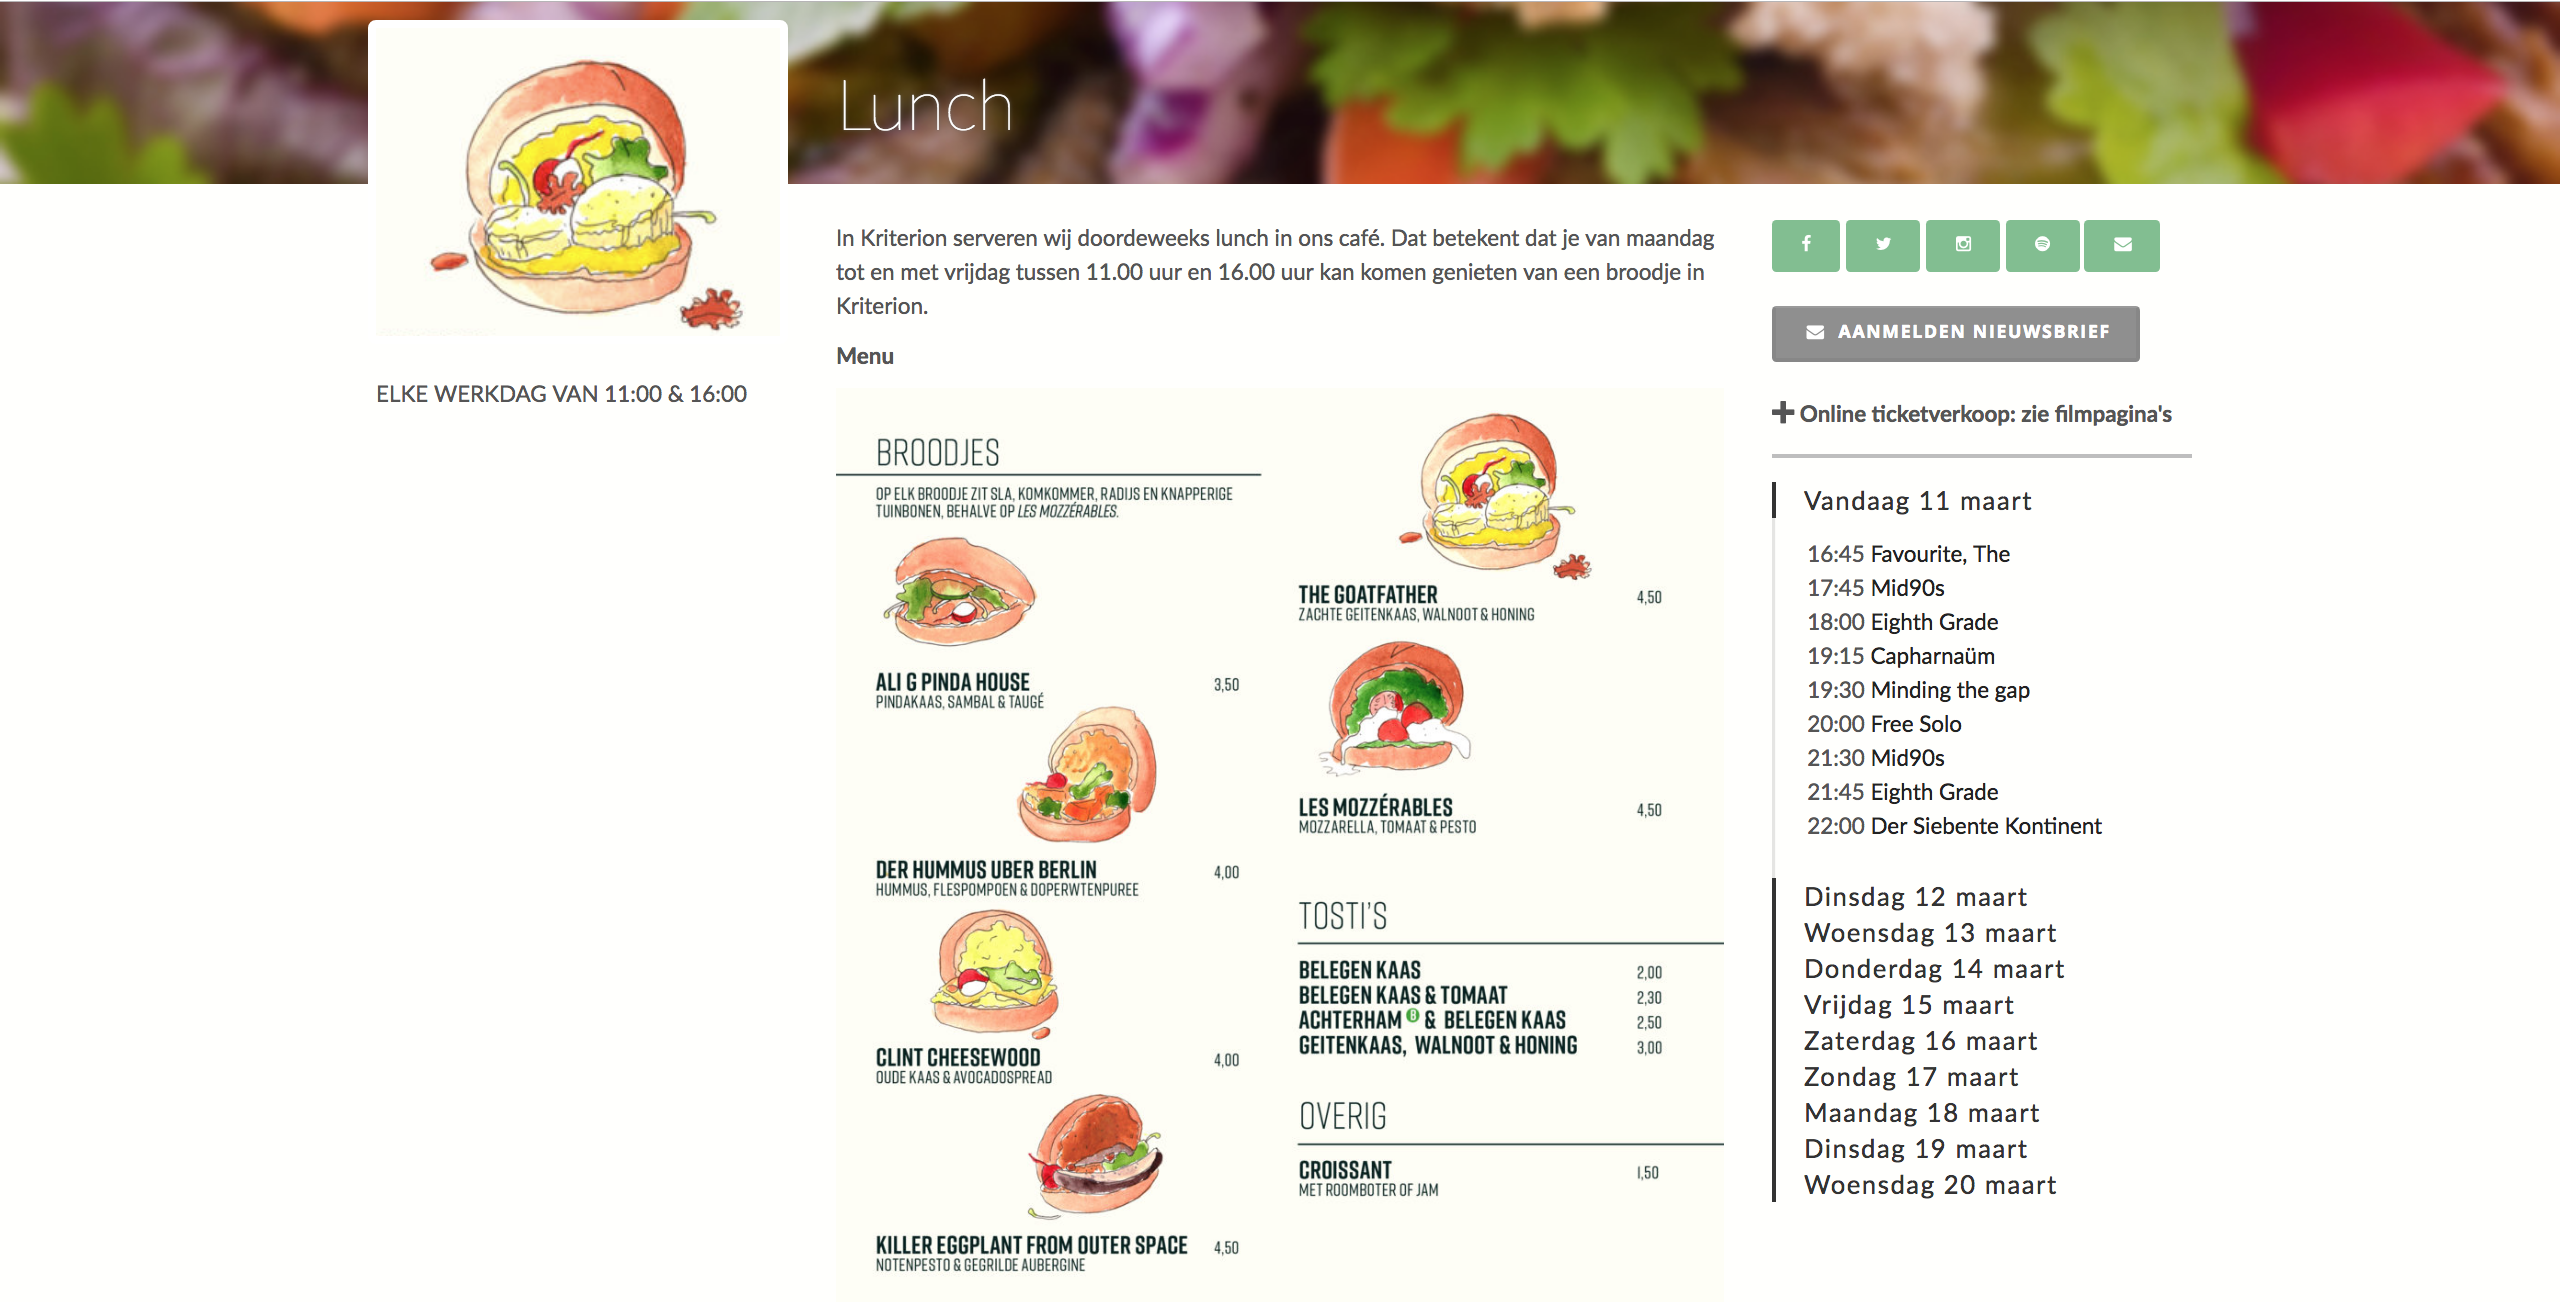 Lunch
ELKE WERKDAG VAN 11:00 & 16:00
In Kriterion serveren wij doordeweeks lunch in ons café. Dat betekent dat je van maandag
tot en met vrijdag tussen 11.00 uur en 16.00 uur kan komen genieten van een broodje in
Kriterion.
Menu
BROODJES
OP ELK BROODJE ZIT SLA, KOMKOMMER, RADIJS EN KNAPPERIGE
TUINBONEN, BEHALVE OP LES MOZZÉRABLES.
ALI G PINDA HOUSE 3,50
PINDAKAAS, SAMBAL & TAUGÉ
DER HUMMUS UBER BERLIN 4,00
HUMMUS, FLESPOMPOEN & DOPERWTENPUREE
CLINT CHEESEWOOD 4,00
OUDE KAAS & AVOCADOSPREAD
KILLER EGGPLANT FROM OUTER SPACE 4,50
NOTENPESTO & GEGRILDE AUBERGINE
THE GOATFATHER 4,50
ZACHTE GEITENKAAS, WALNOOT & HONING
LES MOZZÉRABLES 4,50
MOZZARELLA, TOMAAT & PESTO
TOSTI'S
BELEGEN KAAS 2,00
BELEGEN KAAS & TOMAAT 2,30
ACHTERHAM & BELEGEN KAAS 2,50
GEITENKAAS, WALNOOT & HONING 3,00
OVERIG
CROISSANT 1,50
MET ROOMBOTER OF JAM
AANMELDEN NIEUWSBRIEF
Online ticketverkoop: zie filmpagina's
Vandaag 11 maart
16:45 Favourite, The
17:45 Mid90s
18:00 Eighth Grade
19:15 Capharnaüm
19:30 Minding the gap
20:00 Free Solo
21:30 Mid90s
21:45 Eighth Grade
22:00 Der Siebente Kontinent
Dinsdag 12 maart
Woensdag 13 maart
Donderdag 14 maart
Vrijdag 15 maart
Zaterdag 16 maart
Zondag 17 maart
Maandag 18 maart
Dinsdag 19 maart
Woensdag 20 maart